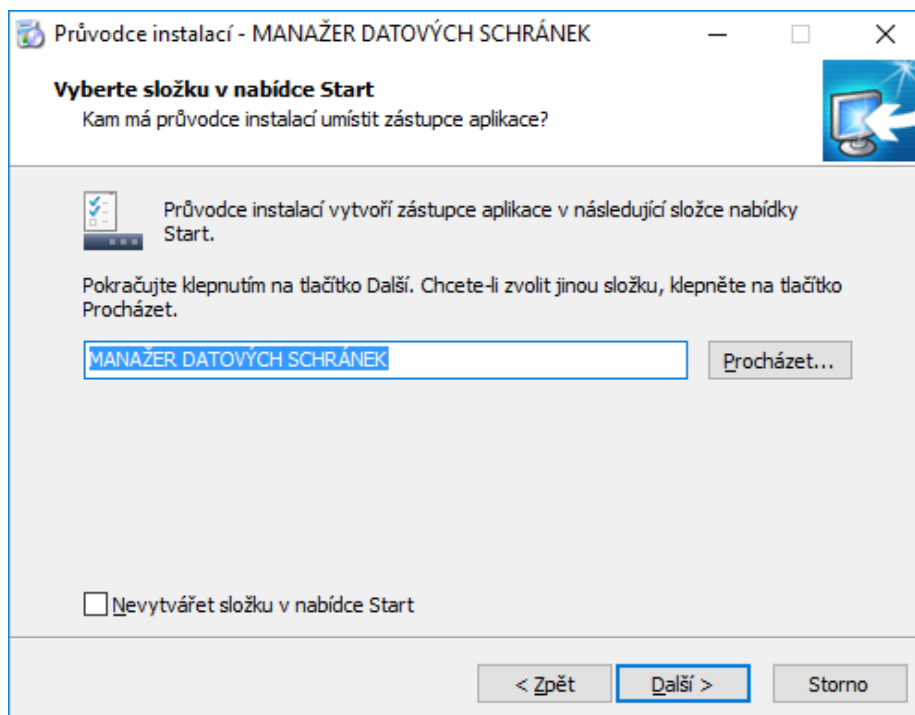 Průvodce instalací - MANAŽER DATOVÝCH SCHRÁNEK
Vyberte složku v nabídce Start
Kam má průvodce instalací umístit zástupce aplikace?
Průvodce instalací vytvoří zástupce aplikace v následující složce nabídky
Start.
Pokračujte klepnutím na tlačítko Další. Chcete-li zvolit jinou složku, klepněte na tlačítko
Procházet.
MANAŽER DATOVÝCH SCHRÁNEK
Procházet...
Nevytvářet složku v nabídce Start
< Zpět
Další >
Storno